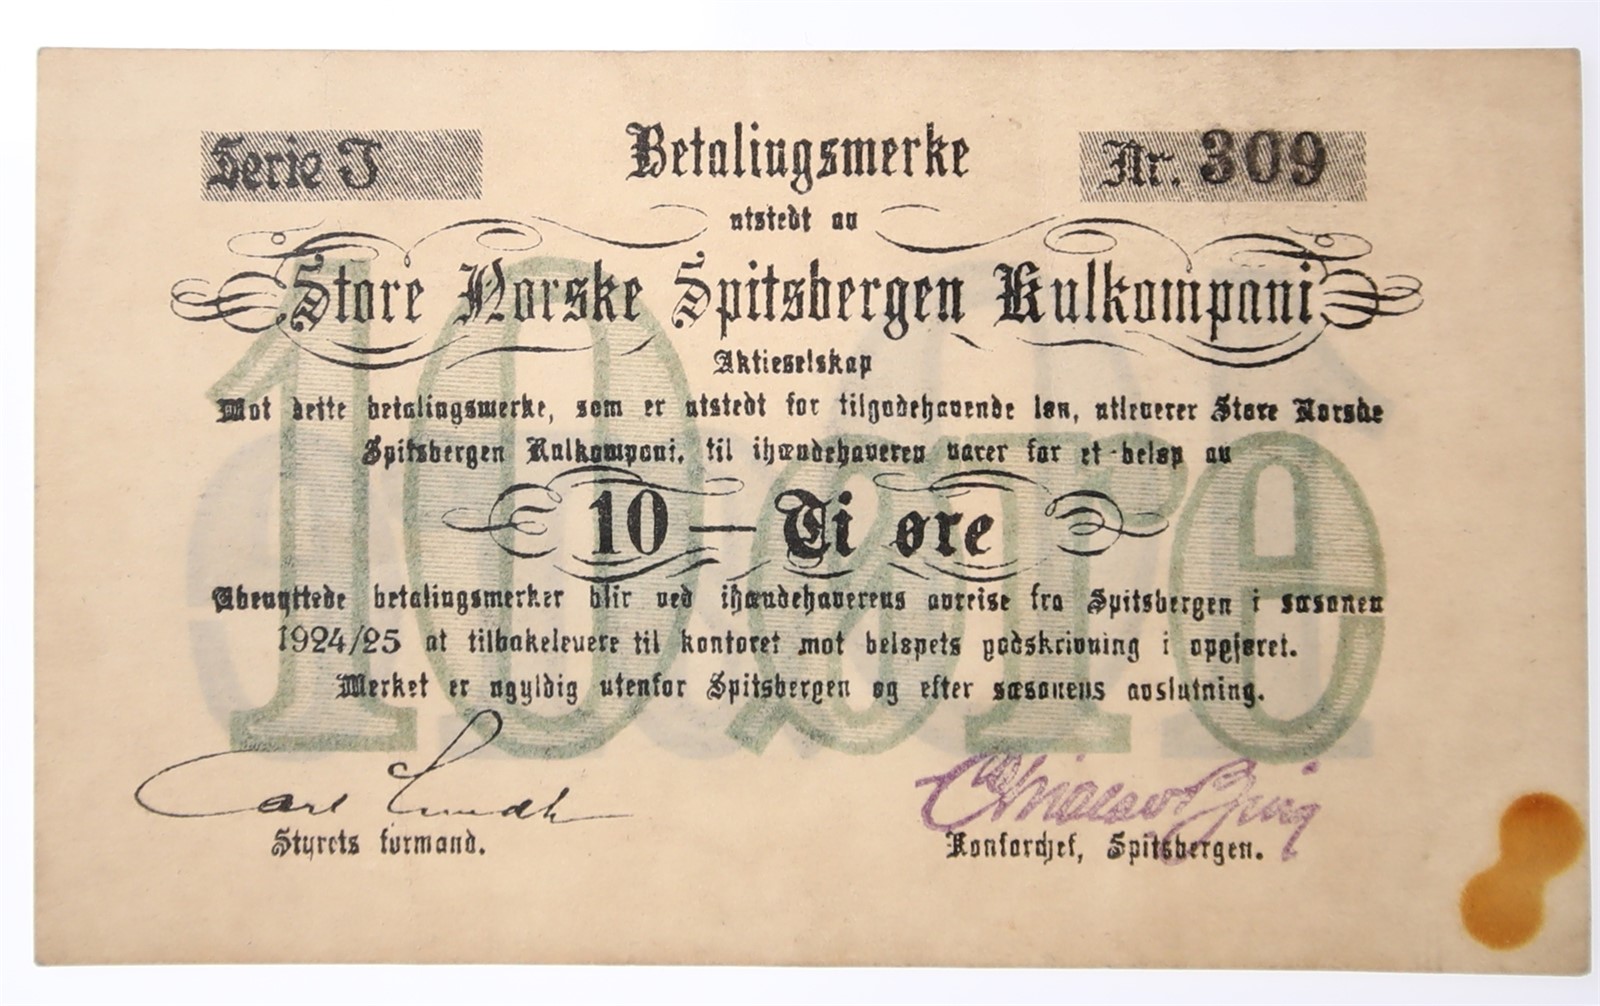 Serie J
Betalingsmerke
Nr. 309
utstedt av
Store Norske Spitsbergen Kulkompani
Aktieselskap
Mot dette betalingsmerke, som er utstedt for tilgodehavende løn, utleverer Store Norske
Spitsbergen Kulkompani, til ihændehaveren varer for et beløp av
10 — Ti øre
10 øre
Ubenyttede betalingsmerker blir ved ihændehaverens avreise fra Spitsbergen i sæsonen
1924/25 at tilbakelevere til kontoret mot beløpets godskrivning i opgjøret.
Merket er ugyldig utenfor Spitsbergen og efter sæsonens avslutning.
Carl Lundh
Styrets formand.
Kontorchef, Spitsbergen.